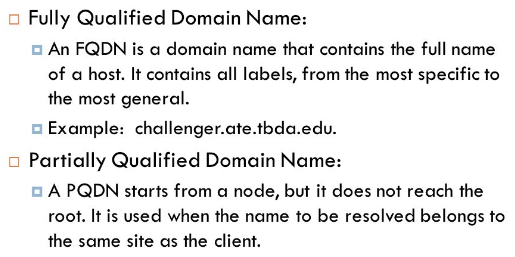 Fully Qualified Domain Name:
An FQDN is a domain name that contains the full name
of a host. It contains all labels, from the most specific to
the most general.
Example: challenger.ate.tbda.edu.
Partially Qualified Domain Name:
A PQDN starts from a node, but it does not reach the
root. It is used when the name to be resolved belongs to
the same site as the client.